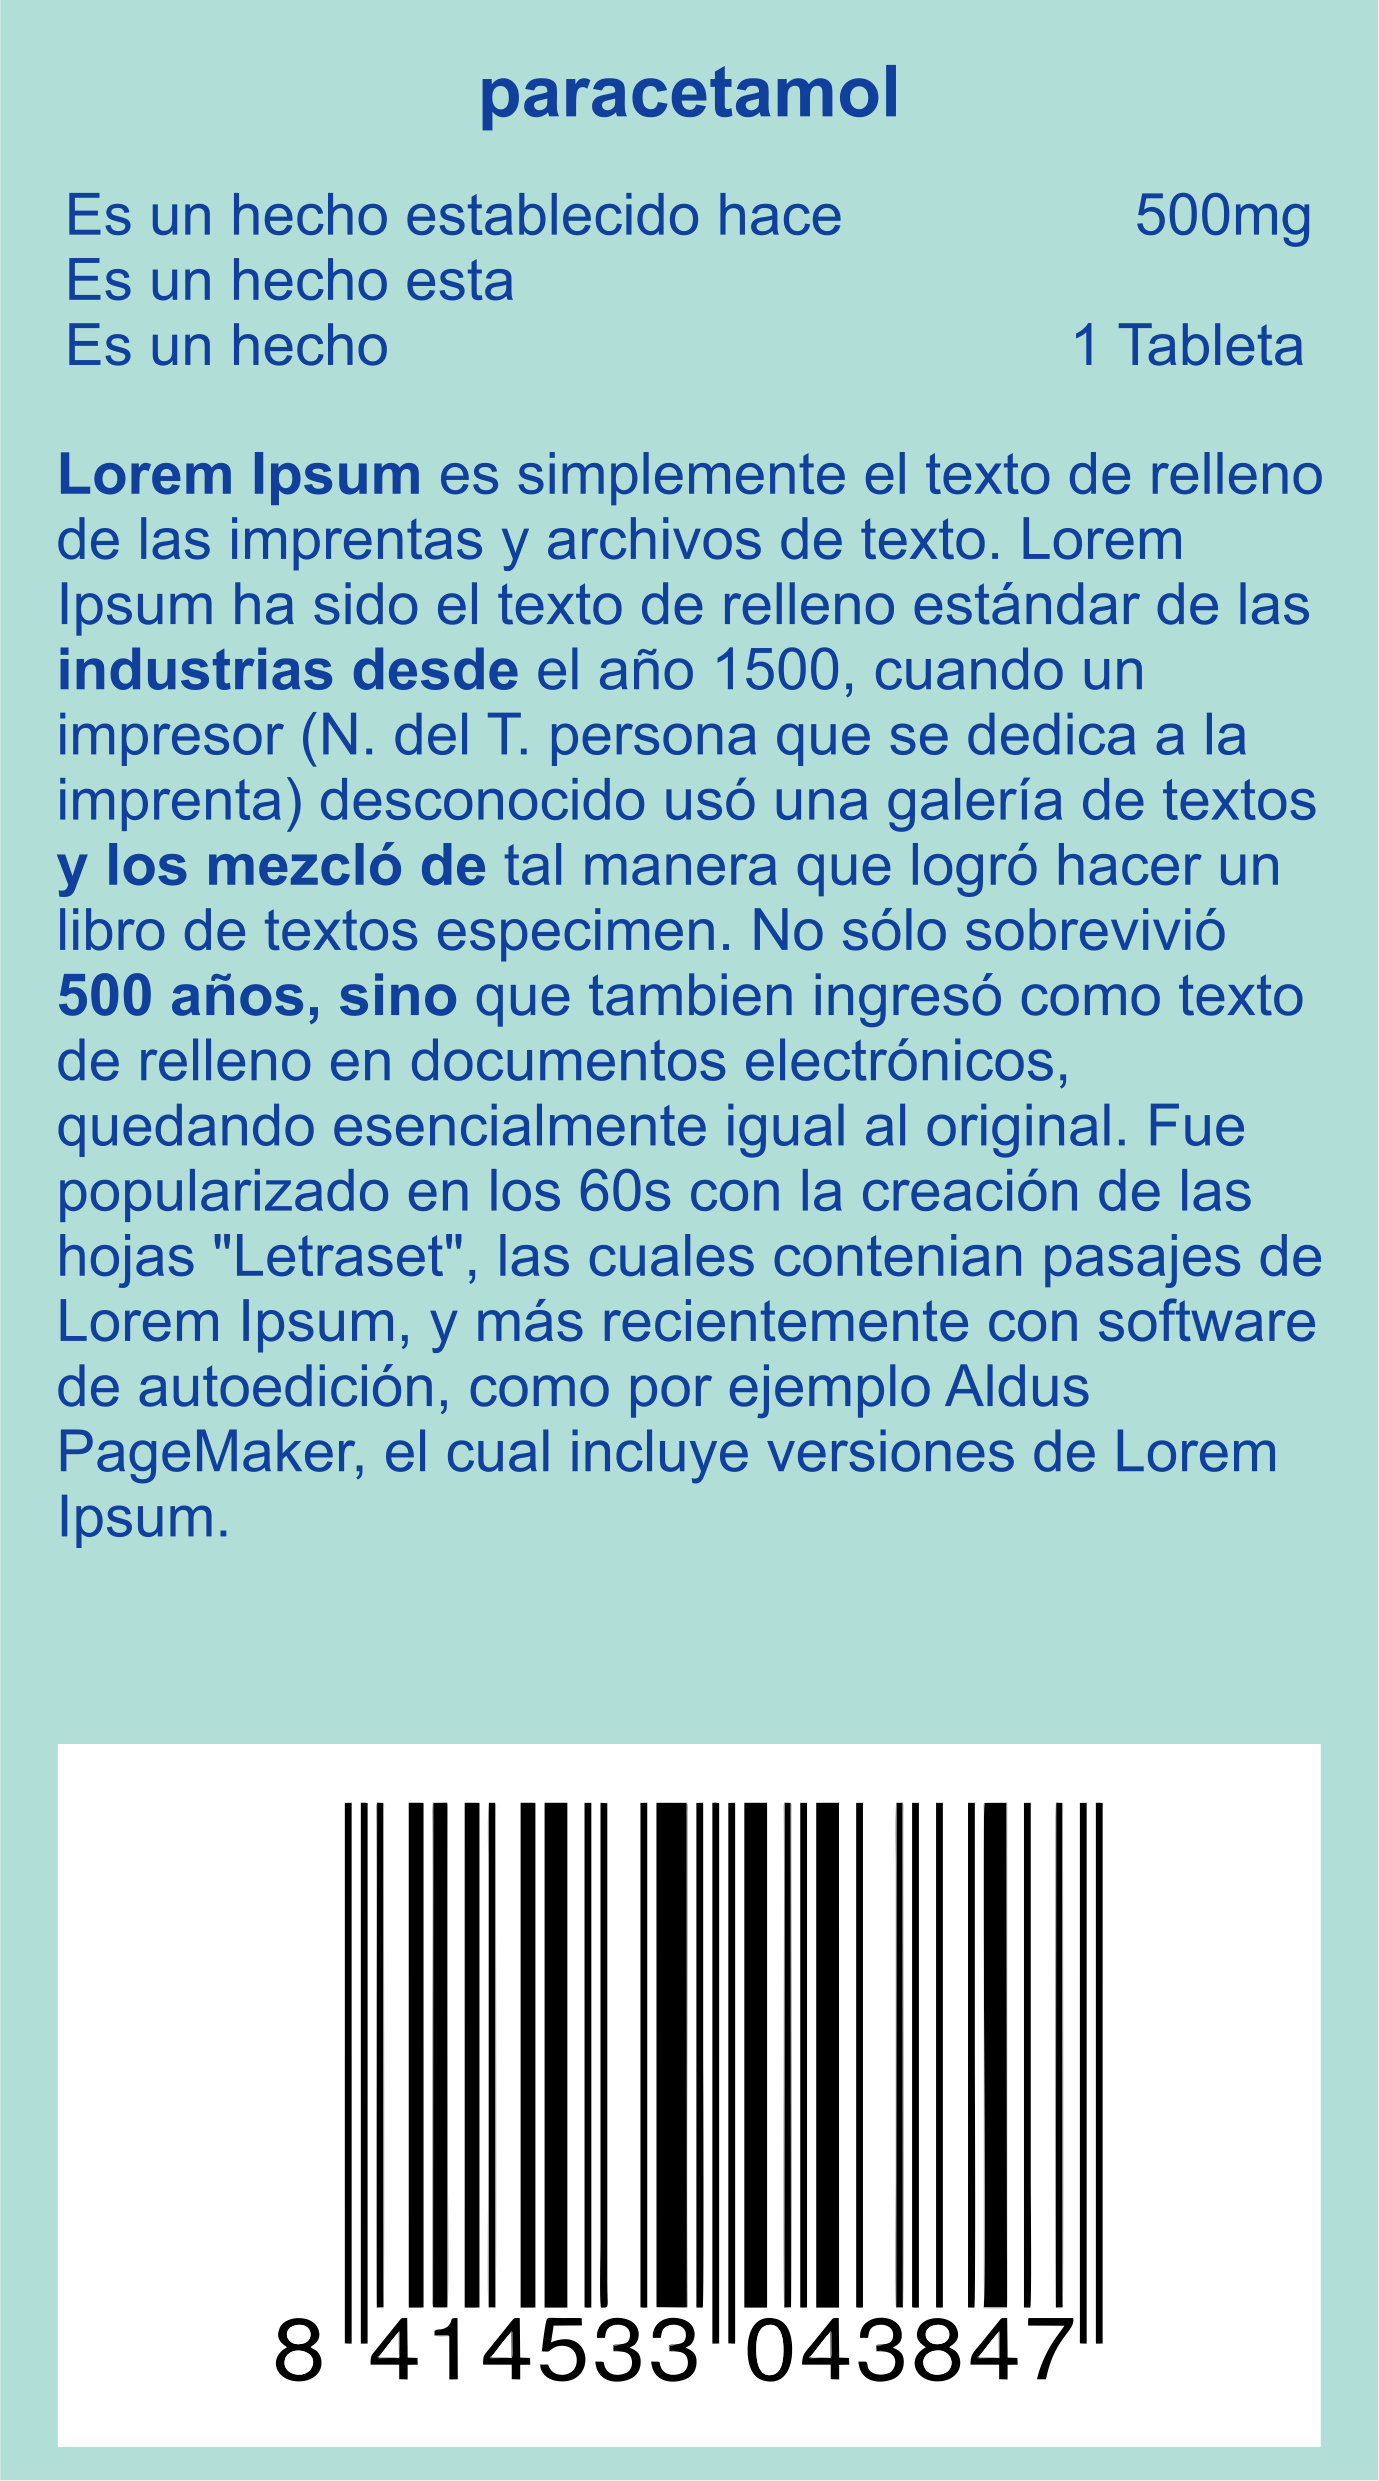 paracetamol
Es un hecho establecido hace 500mg
Es un hecho esta
Es un hecho 1 Tableta
Lorem Ipsum es simplemente el texto de relleno
de las imprentas y archivos de texto. Lorem
Ipsum ha sido el texto de relleno estándar de las
industrias desde el año 1500, cuando un
impresor (N. del T. persona que se dedica a la
imprenta) desconocido usó una galería de textos
y los mezcló de tal manera que logró hacer un
libro de textos especimen. No sólo sobrevivió
500 años, sino que tambien ingresó como texto
de relleno en documentos electrónicos,
quedando esencialmente igual al original. Fue
popularizado en los 60s con la creación de las
hojas "Letraset", las cuales contenian pasajes de
Lorem Ipsum, y más recientemente con software
de autoedición, como por ejemplo Aldus
PageMaker, el cual incluye versiones de Lorem
Ipsum.
8 414533 043847